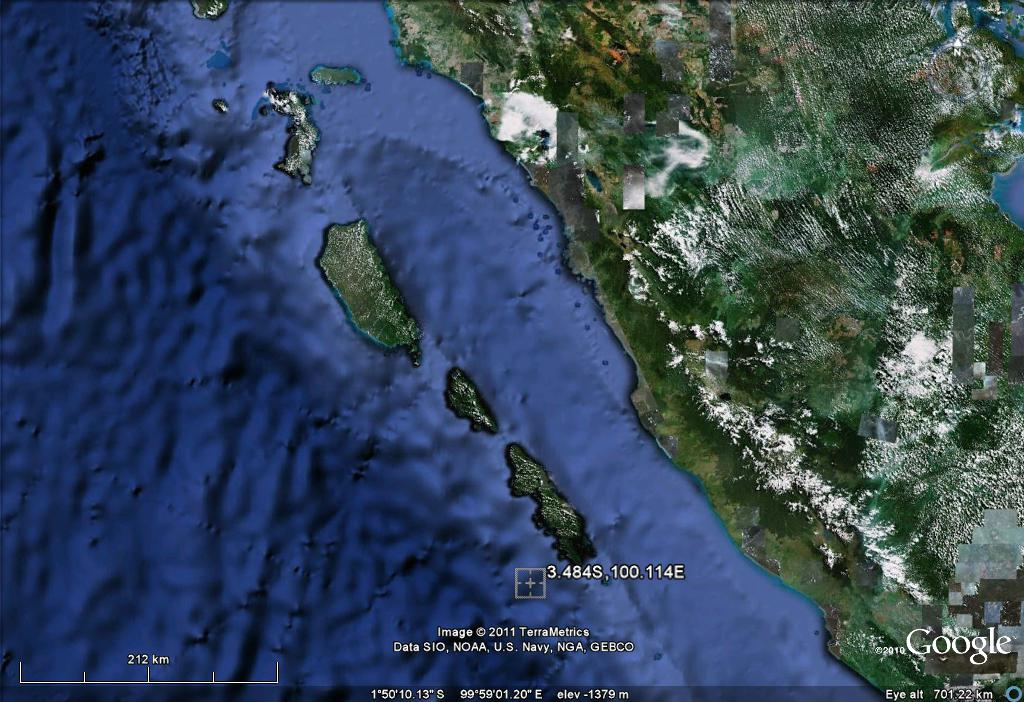 3.484S,100.114E
Image © 2011 TerraMetrics
Data SIO, NOAA, U.S. Navy, NGA, GEBCO
©2010 Google
212 km
1°50'10.13" S 99°59'01.20" E elev -1379 m
Eye alt 701.22 km